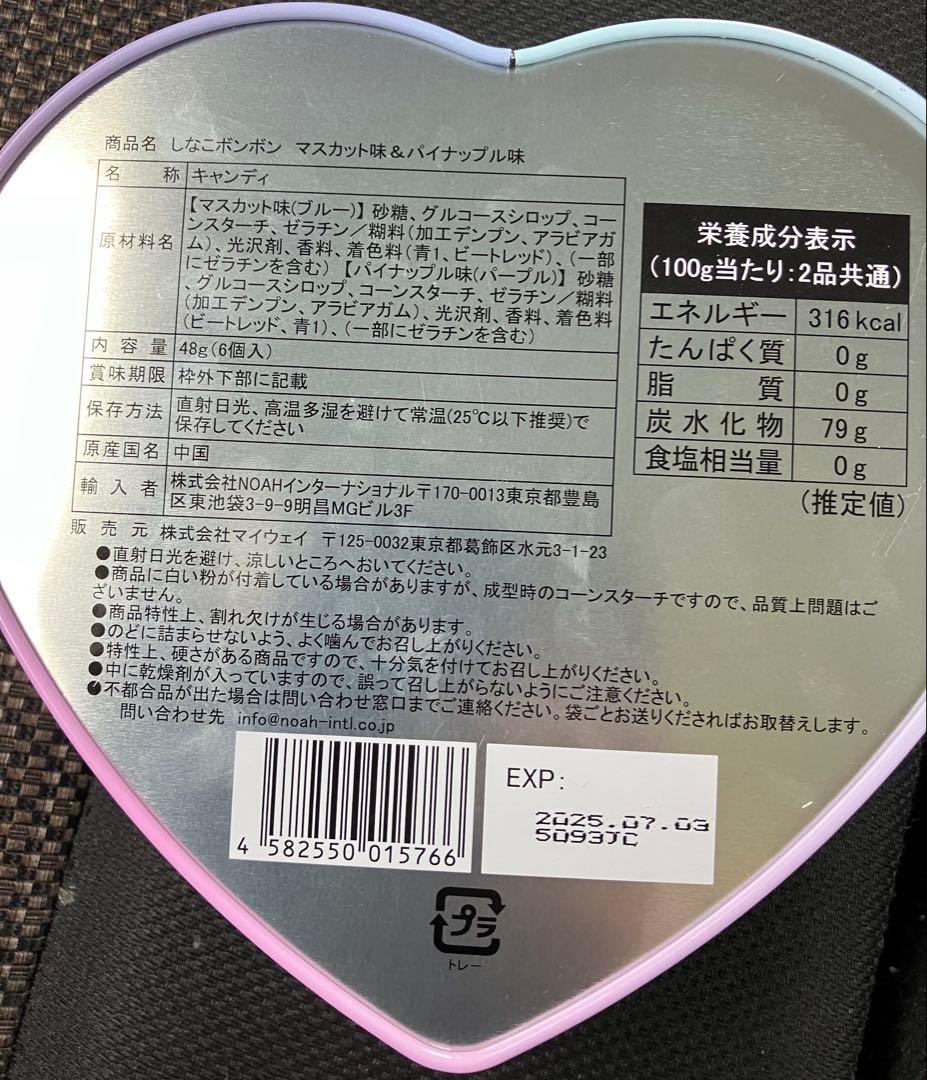 商品名 しなこボンボン マスカット味＆パイナップル味
名 称 キャンディ
原材料名
【マスカット味(ブルー)】 砂糖、グルコースシロップ、コー
ンスターチ、ゼラチン／糊料(加工デンプン、アラビアガ
ム)、光沢剤、香料、着色料(青1、ビートレッド)、(一部
にゼラチンを含む) 【パイナップル味(パープル)】 砂糖
、グルコースシロップ、コーンスターチ、ゼラチン／糊料
(加工デンプン、アラビアガム)、光沢剤、香料、着色料
(ビートレッド、青1)、(一部にゼラチンを含む)
内 容 量 48g(6個入)
賞味期限 枠外下部に記載
保存方法 直射日光、高温多湿を避けて常温(25℃以下推奨)で
保存してください
原産国名 中国
輸 入 者 株式会社NOAHインターナショナル〒170-0013東京都豊島
区東池袋3-9-9明昌MGビル3F
販 売 元 株式会社マイウェイ 〒125-0032東京都葛飾区水元3-1-23
栄養成分表示
(100g当たり:2品共通)
エネルギー 316kcal
たんぱく質 0g
脂 質 0g
炭水化物 79g
食塩相当量 0g
(推定値)
●直射日光を避け、涼しいところへおいてください。
●商品に白い粉が付着している場合がありますが、成型時のコーンスターチですので、品質上問題はご
ざいません。
●商品特性上、割れ欠けが生じる場合があります。
●のどに詰まらせないよう、よく噛んでお召し上がりください。
●特性上、硬さがある商品ですので、十分気を付けてお召し上がりください。
●中に乾燥剤が入っていますので、誤って召し上がらないようにご注意ください。
●不都合品が出た場合は問い合わせ窓口までご連絡ください。袋ごとお送りくださればお取替えします。
問い合わせ先 info@noah-intl.co.jp
4 582550 015766
EXP:
2025.07.03
5093JC
プラ
トレー